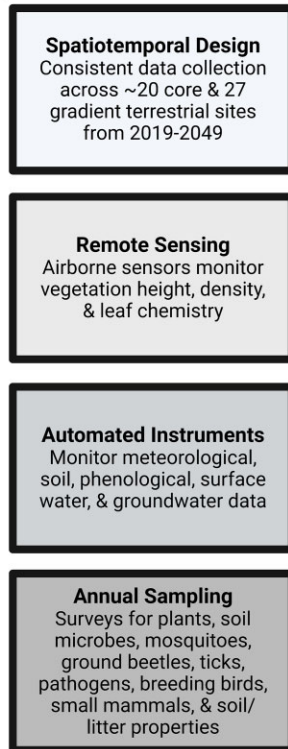 Spatiotemporal Design
Consistent data collection
across ~20 core & 27
gradient terrestrial sites
from 2019-2049
Remote Sensing
Airborne sensors monitor
vegetation height, density,
& leaf chemistry
Automated Instruments
Monitor meteorological,
soil, phenological, surface
water, & groundwater data
Annual Sampling
Surveys for plants, soil
microbes, mosquitoes,
ground beetles, ticks,
pathogens, breeding birds,
small mammals, & soil/
litter properties